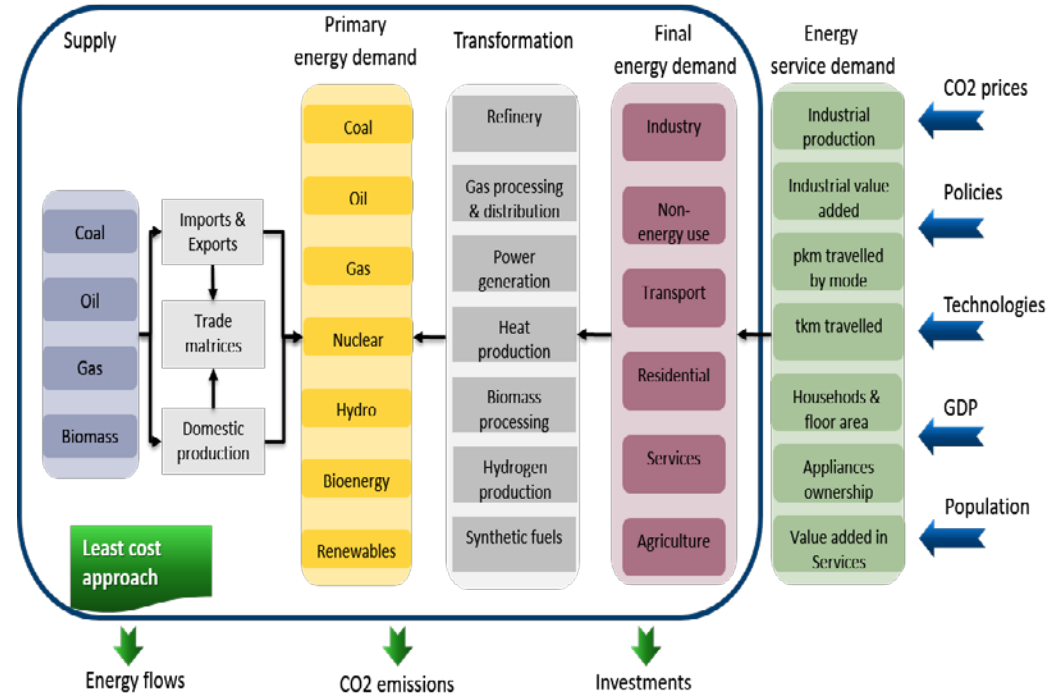 Supply
Primary
energy demand
Transformation
Final
energy demand
Energy
service demand
Coal
Oil
Gas
Biomass
Imports &
Exports
Trade
matrices
Domestic
production
Coal
Oil
Gas
Nuclear
Hydro
Bioenergy
Renewables
Refinery
Gas processing
& distribution
Power
generation
Heat
production
Biomass
processing
Hydrogen
production
Synthetic fuels
Industry
Non-
energy use
Transport
Residential
Services
Agriculture
Industrial
production
Industrial value
added
pkm travelled
by mode
tkm travelled
Househods &
floor area
Appliances
ownership
Value added in
Services
CO2 prices
Policies
Technologies
GDP
Population
Least cost
approach
Energy flows
CO2 emissions
Investments